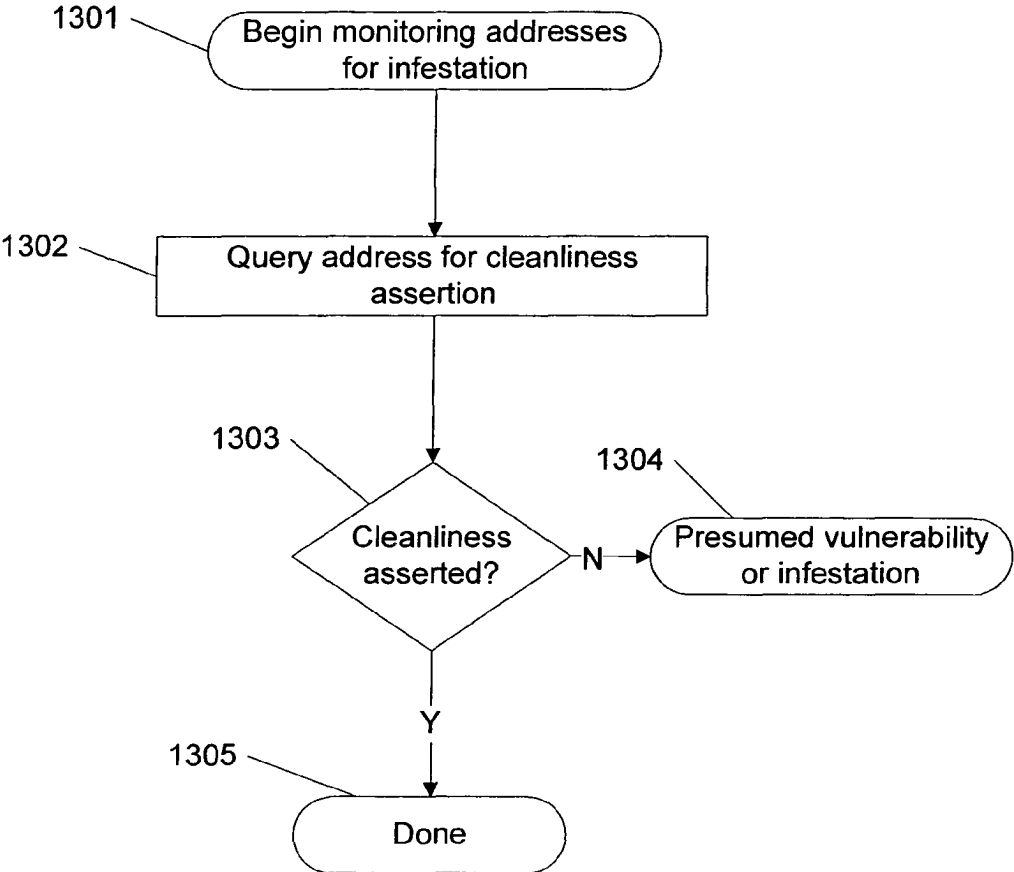 1301
Begin monitoring addresses
for infestation
1302
Query address for cleanliness
assertion
1303
Cleanliness
asserted?
N
1304
Presumed vulnerability
or infestation
Y
1305
Done